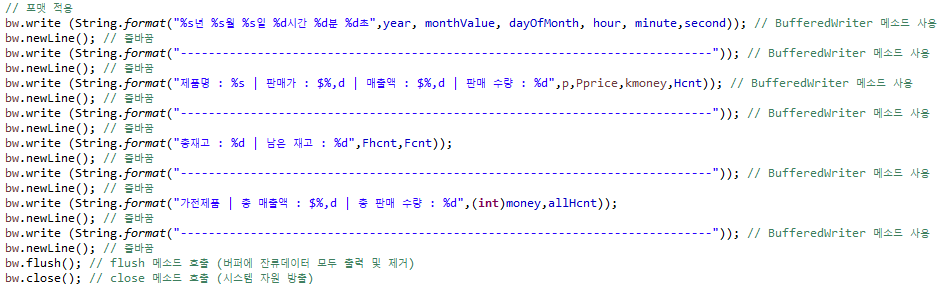 // 포맷 적용
bw.write (String.format("%s년 %s월 %s일 %d시간 %d분 %d초",year, monthValue, dayOfMonth, hour, minute,second)); // BufferedWriter 메소드 사용
bw.newLine(); // 줄바꿈
bw.write (String.format("------------------------------------------------------------------------")); // BufferedWriter 메소드 사용
bw.newLine(); // 줄바꿈
bw.write (String.format("제품명 : %s | 판매가 : $%,d | 매출액 : $%,d | 판매 수량 : %d",p,Pprice,kmoney,Hcnt)); // BufferedWriter 메소드 사용
bw.newLine(); // 줄바꿈
bw.write (String.format("------------------------------------------------------------------------")); // BufferedWriter 메소드 사용
bw.newLine(); // 줄바꿈
bw.write (String.format("총재고 : %d | 남은 재고 : %d",Fhcnt,Fcnt));
bw.newLine(); // 줄바꿈
bw.write (String.format("------------------------------------------------------------------------")); // BufferedWriter 메소드 사용
bw.newLine(); // 줄바꿈
bw.write (String.format("가전제품 | 총 매출액 : $%,d | 총 판매 수량 : %d",(int)money,allHcnt));
bw.newLine(); // 줄바꿈
bw.write (String.format("------------------------------------------------------------------------")); // BufferedWriter 메소드 사용
bw.newLine(); // 줄바꿈
bw.flush(); // flush 메소드 호출 (버퍼에 잔류데이터 모두 출력 및 제거)
bw.close(); // close 메소드 호출 (시스템 자원 방출)